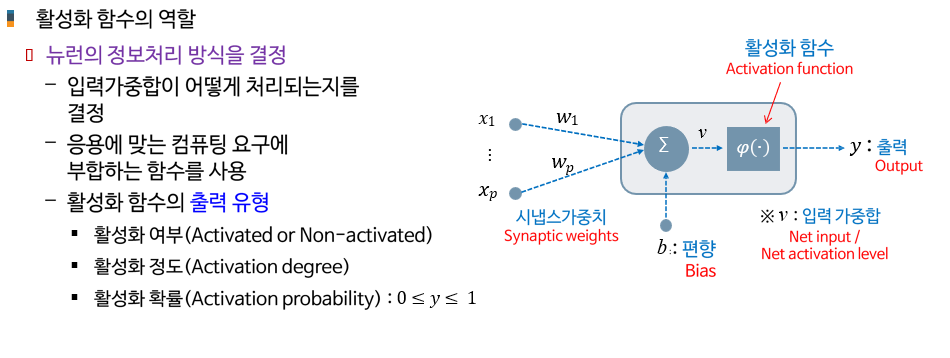 활성화 함수의 역할
뉴런의 정보처리 방식을 결정
– 입력가중합이 어떻게 처리되는지를
결정
– 응용에 맞는 컴퓨팅 요구에
부합하는 함수를 사용
– 활성화 함수의 출력 유형
▪ 활성화 여부(Activated or Non-activated)
▪ 활성화 정도(Activation degree)
▪ 활성화 확률(Activation probability) : 0 ≤ y ≤ 1
활성화 함수
Activation function
x1
w1
⋮
wp
xp
Σ
v
φ(·)
y : 출력
Output
시냅스가중치
Synaptic weights
b : 편향
Bias
※ v : 입력 가중합
Net input /
Net activation level